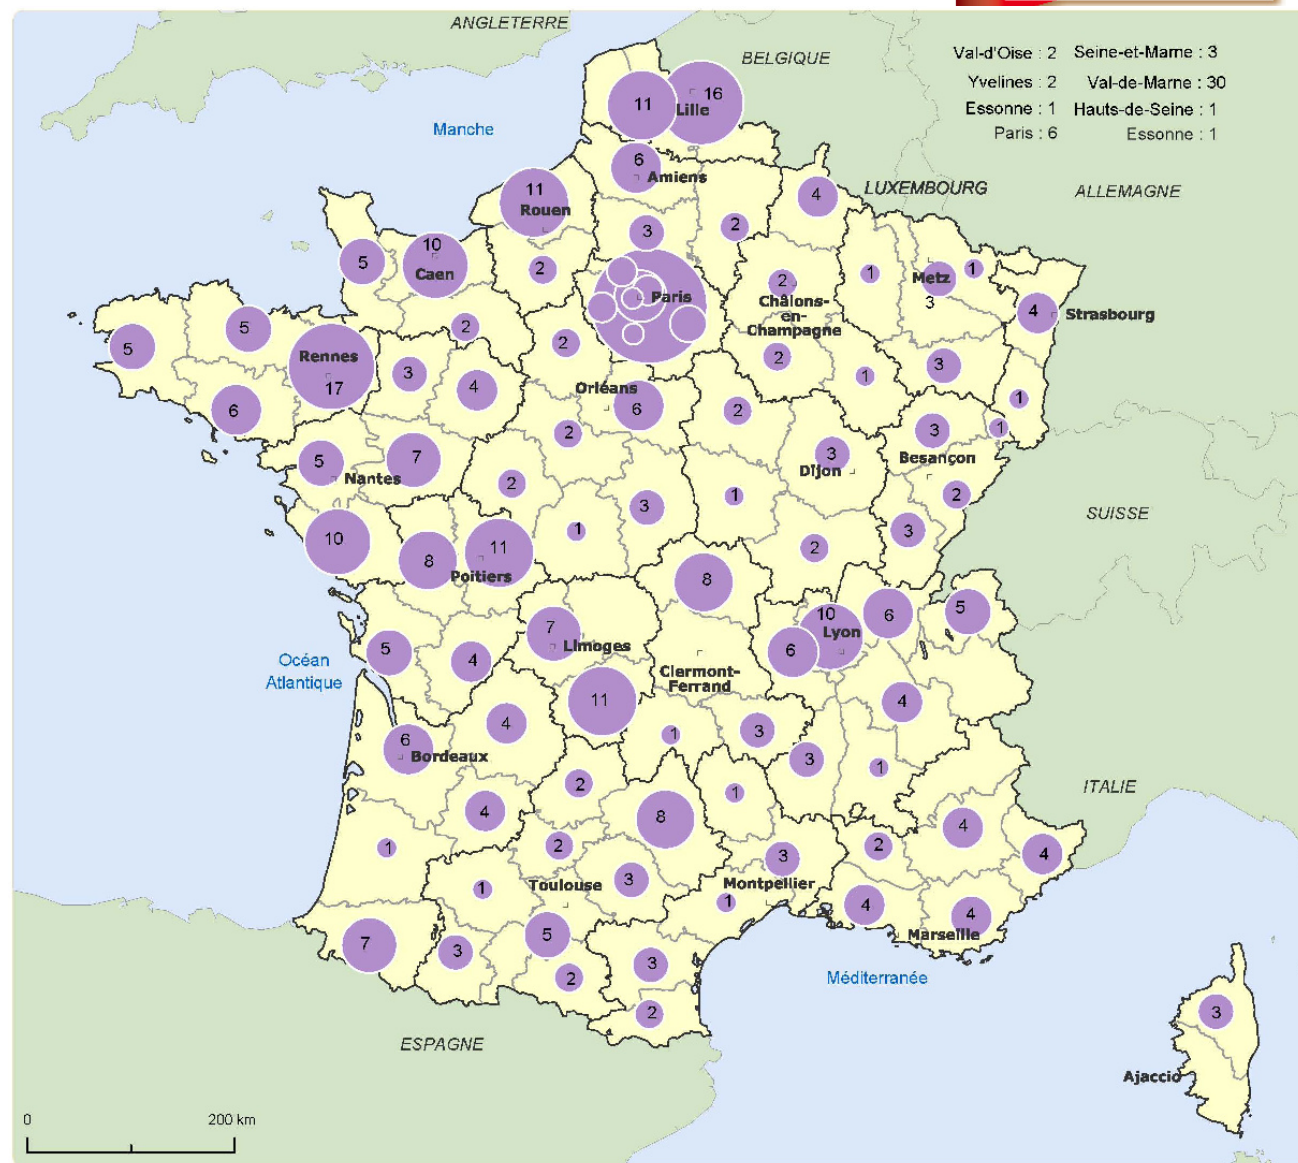 ANGLETERRE
BELGIQUE
Val-d'Oise : 2 Seine-et-Marne : 3
Yvelines : 2 Val-de-Marne : 30
Essonne : 1 Hauts-de-Seine : 1
Paris : 6 Essonne : 1
Manche
11
16
Lille
6
Amiens
LUXEMBOURG
ALLEMAGNE
11
Rouen
4
3
2
10
Caen
5
2
2
1
Metz
1
3
Paris
Châlons-
en-
Champagne
4
Strasbourg
5
5
2
2
Rennes
17
3
4
2
1
3
Orléans
6
6
2
2
1
1
3
Besançon
5
Nantes
7
2
3
Dijon
2
1
3
1
3
SUISSE
10
8
11
Poitiers
2
8
5
6
10
Lyon
6
7
Limoges
5
4
Océan
Atlantique
Clermont-
Ferrand
11
4
4
1
3
3
1
6
Bordeaux
ITALIE
2
1
4
8
4
4
1
2
3
2
1
Toulouse
3
Montpellier
1
4
4
Marseille
7
3
5
2
3
2
Méditerranée
3
ESPAGNE
Ajaccio
0 200 km